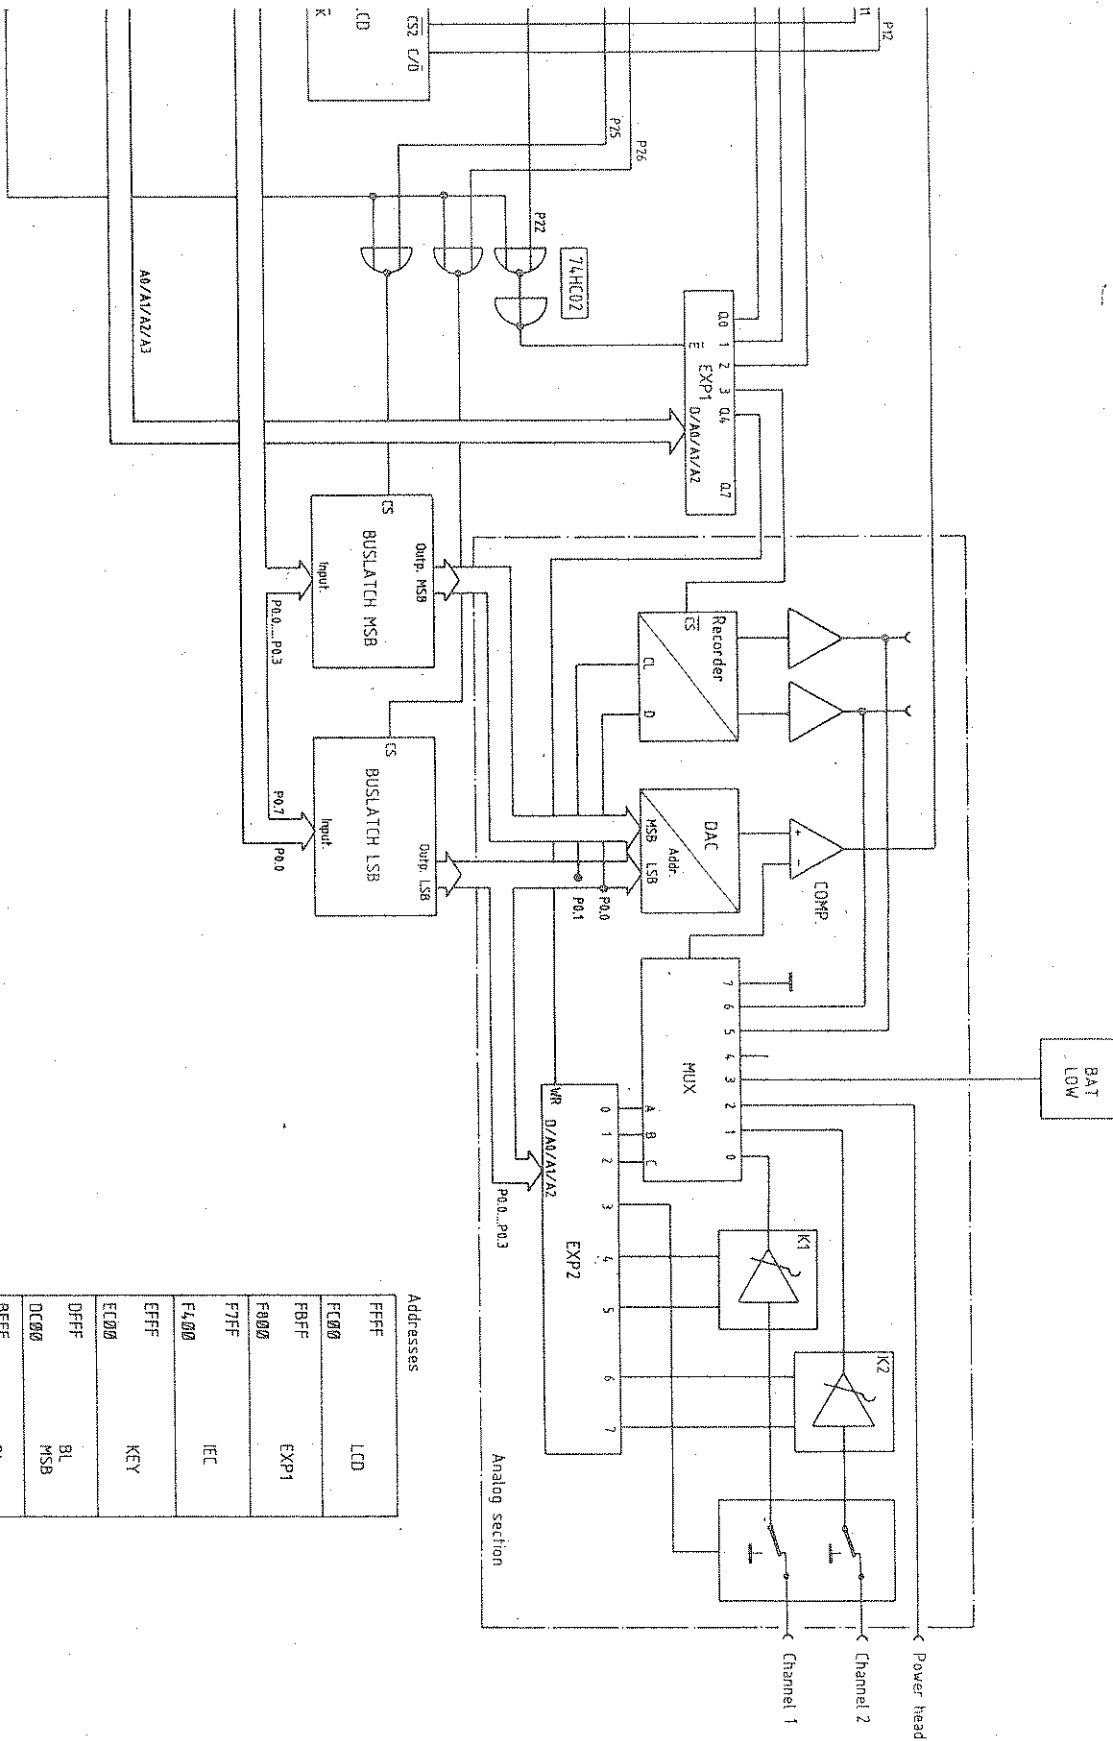 BAT
LOW
Power head
Channel 2
Channel 1
P12
CS2
C/D
P26
P25
P22
74HC02
Q.0 1 2 3 Q.4 Q.7
EXP1
E
D/A0/A1/A2
A0/A1/A2/A3
Recorder
CS
CL
D
DAC
MSB
LSB
Addr.
+
-
COMP.
P0.0
P0.1
7 6 5 4 3 2 1 0
MUX
A B C
K1
K2
0 1 2 3 4 5 6 7
WR
D/A0/A1/A2
EXP2
P0.0...P0.3
CS
Outp. MSB
BUSLATCH MSB
Input.
P0.0....P0.3
CS
Outp. LSB
BUSLATCH LSB
Input.
P0.7
P0.0
Analog section
Addresses
FFFF
FC00
LCD
FBFF
F800
EXP1
F7FF
F400
IEC
EFFF
EC00
KEY
DFFF
DC00
BL
MSB